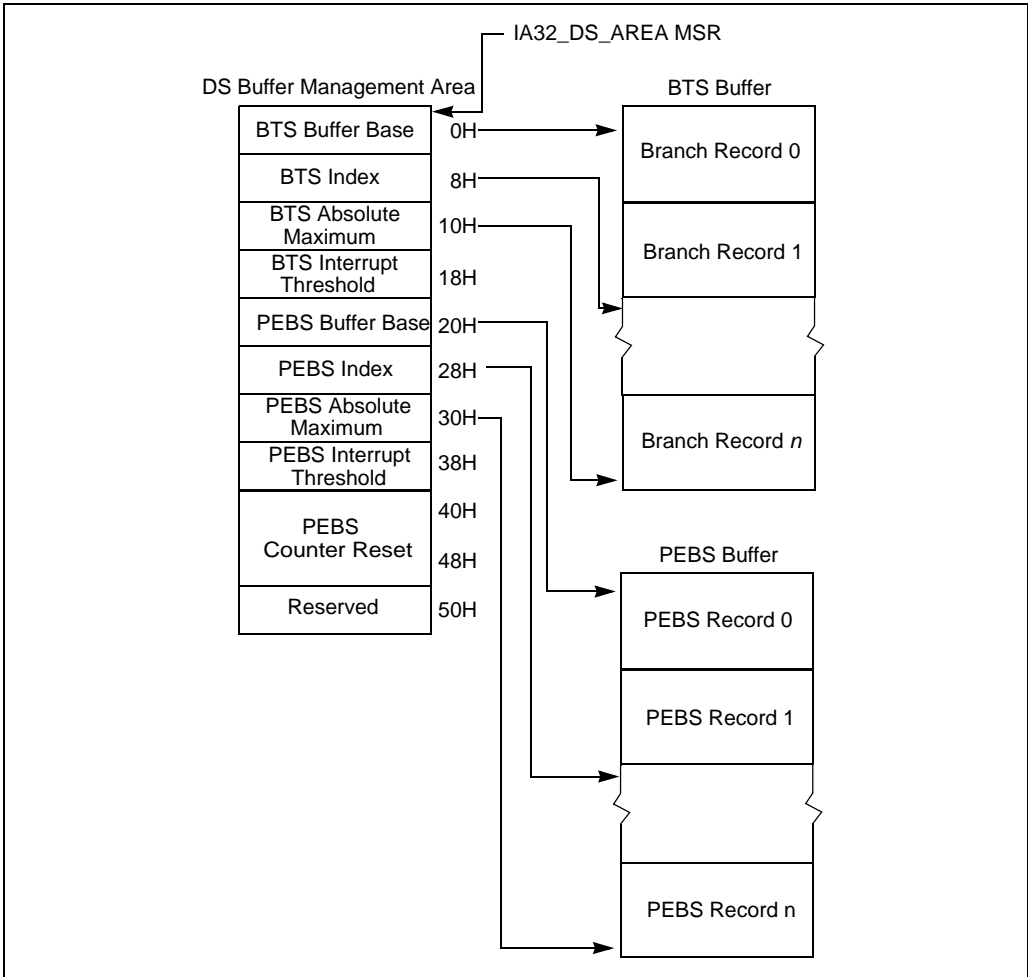 IA32_DS_AREA MSR
DS Buffer Management Area
BTS Buffer Base
0H
BTS Index
8H
BTS Absolute
Maximum
10H
BTS Interrupt
Threshold
18H
PEBS Buffer Base
20H
PEBS Index
28H
PEBS Absolute
Maximum
30H
PEBS Interrupt
Threshold
38H
PEBS
Counter Reset
40H
48H
Reserved
50H
BTS Buffer
Branch Record 0
Branch Record 1
Branch Record n
PEBS Buffer
PEBS Record 0
PEBS Record 1
PEBS Record n